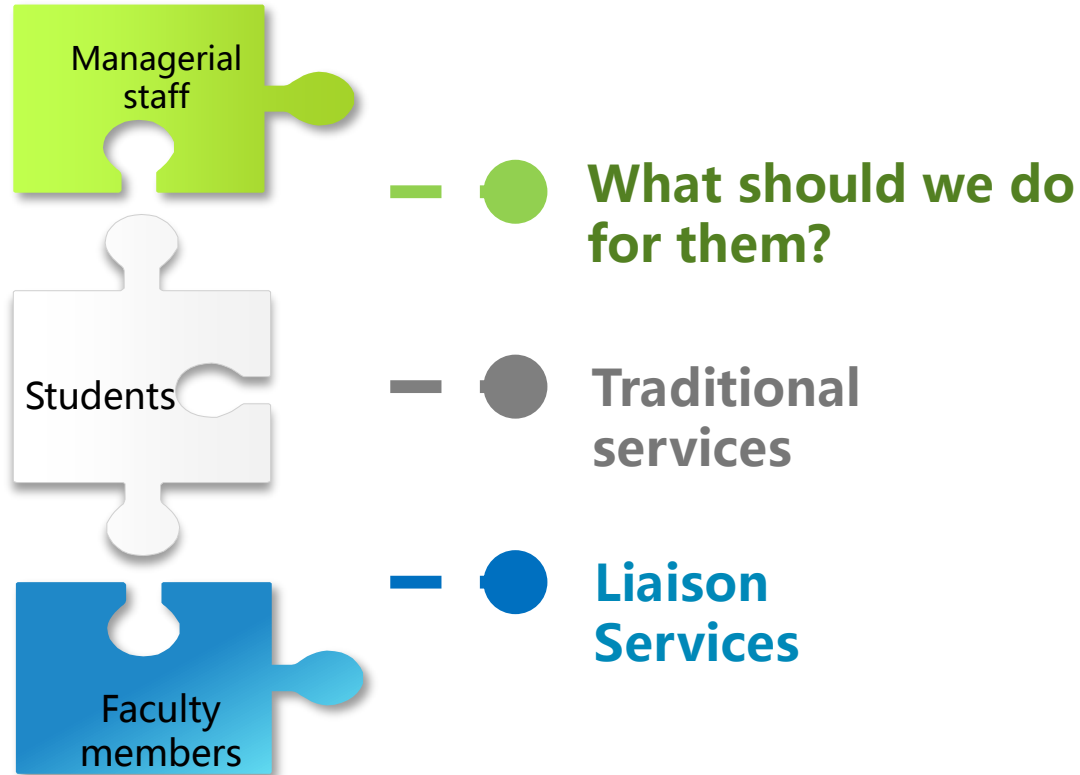 Managerial
staff
What should we do
for them?
Students
Traditional
services
Liaison
Services
Faculty
members